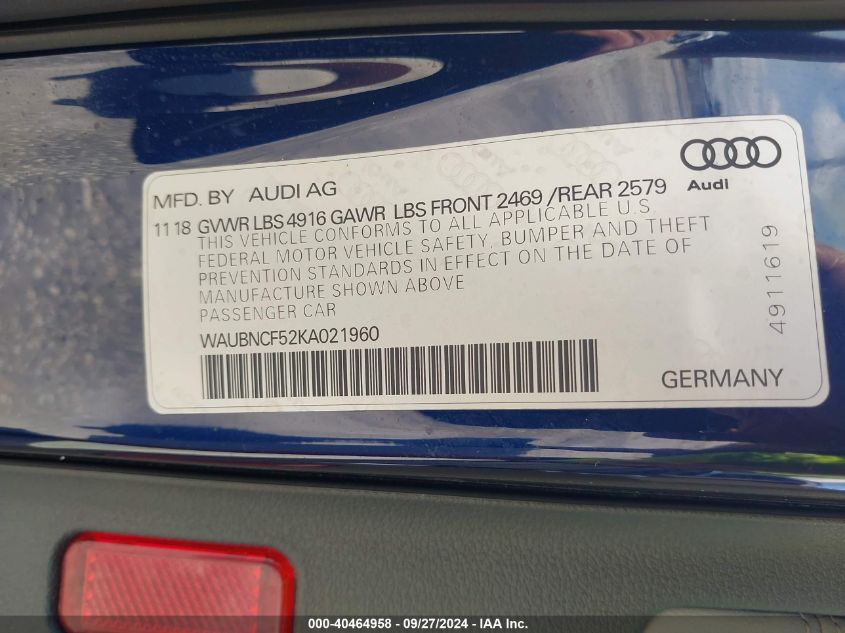 MFD. BY AUDI AG
Audi
11 18 GVWR LBS 4916 GAWR LBS FRONT 2469 /REAR 2579
THIS VEHICLE CONFORMS TO ALL APPLICABLE U.S
FEDERAL MOTOR VEHICLE SAFETY, BUMPER AND THEFT
PREVENTION STANDARDS IN EFFECT ON THE DATE OF
MANUFACTURE SHOWN ABOVE
PASSENGER CAR
WAUBNCF52KA021960
4911619
GERMANY
000-40464958 - 09/27/2024 - IAA Inc.